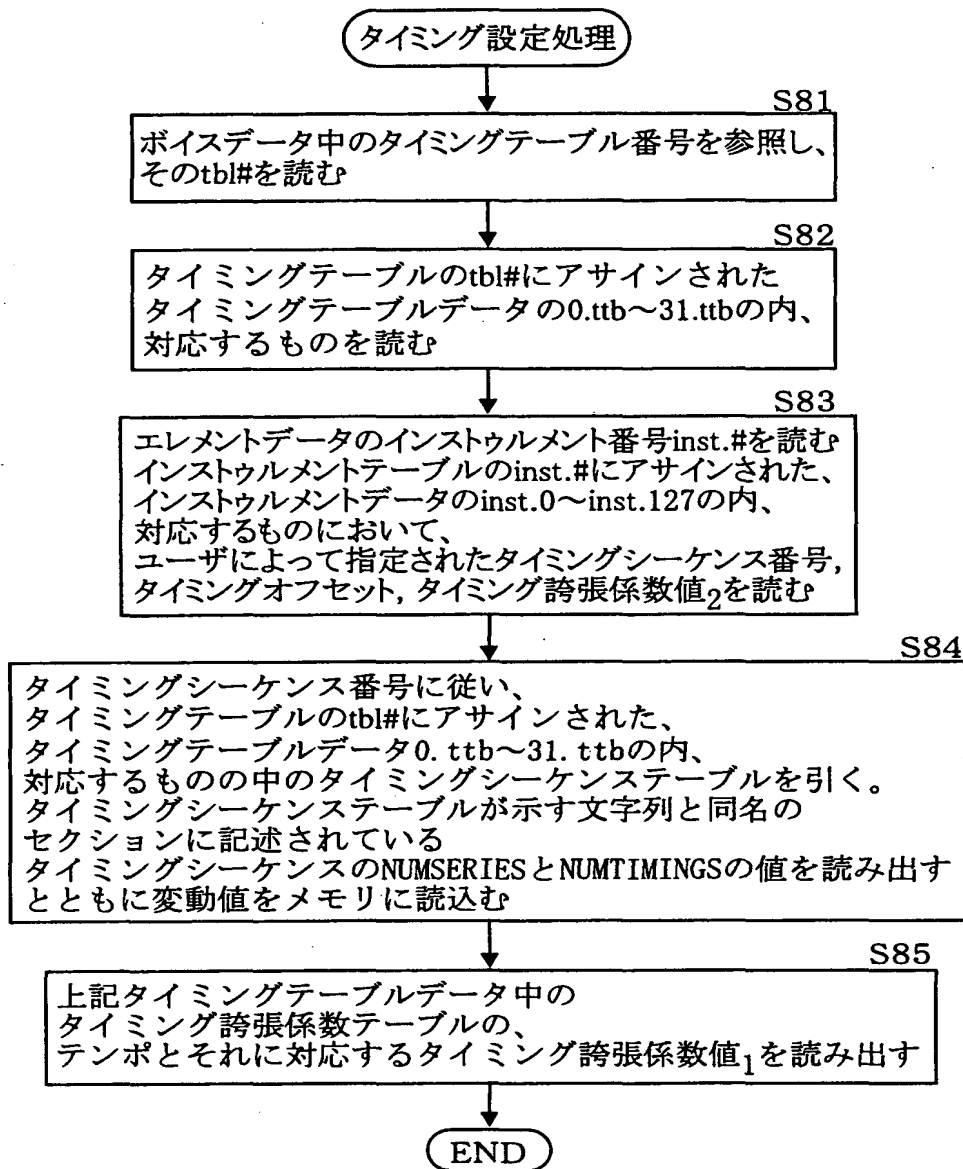 タイミング設定処理
S81
ボイスデータ中のタイミングテーブル番号を参照し、
そのtbl#を読む
S82
タイミングテーブルのtbl#にアサインされた
タイミングテーブルデータの0.ttb～31.ttbの内、
対応するものを読む
S83
エレメントデータのインストゥルメント番号inst.#を読む
インストゥルメントテーブルのinst.#にアサインされた、
インストゥルメントデータのinst.0～inst.127の内、
対応するものにおいて、
ユーザによって指定されたタイミングシーケンス番号,
タイミングオフセット, タイミング誇張係数値2を読む
S84
タイミングシーケンス番号に従い、
タイミングテーブルのtbl#にアサインされた、
タイミングテーブルデータ0. ttb～31. ttbの内、
対応するものの中のタイミングシーケンステーブルを引く。
タイミングシーケンステーブルが示す文字列と同名の
セクションに記述されている
タイミングシーケンスのNUMSERIESとNUMTIMINGSの値を読み出す
とともに変動値をメモリに読込む
S85
上記タイミングテーブルデータ中の
タイミング誇張係数テーブルの、
テンポとそれに対応するタイミング誇張係数値1を読み出す
END